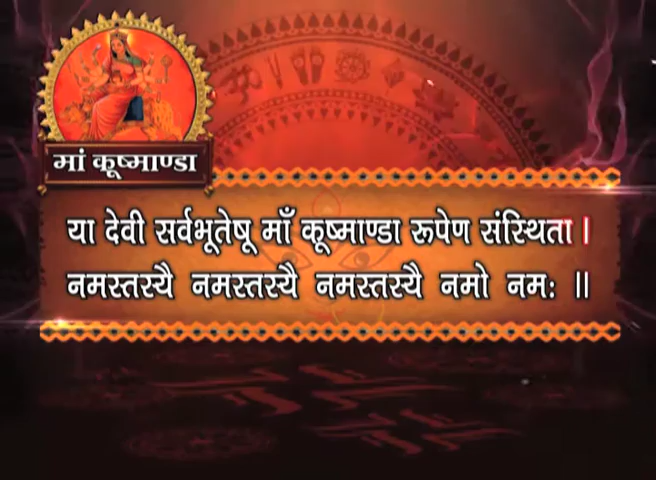 मां कूष्माण्डा
या देवी सर्वभूतेषू माँ कूष्माण्डा रूपेण संस्थिता ।
नमस्तस्यै नमस्तस्यै नमस्तस्यै नमो नमः ॥